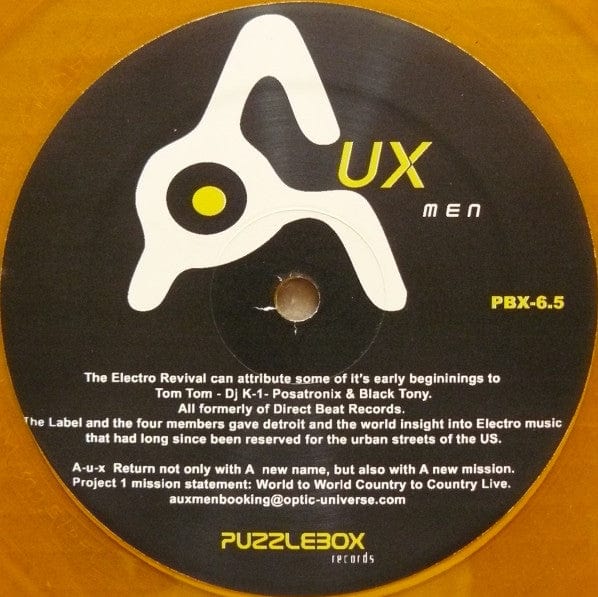 AUX
men
PBX-6.5
The Electro Revival can attribute some of it's early begininings to
Tom Tom - Dj K-1- Posatronix & Black Tony.
All formerly of Direct Beat Records.
The Label and the four members gave detroit and the world insight into Electro music
that had long since been reserved for the urban streets of the US.
A-u-x Return not only with A new name, but also with A new mission.
Project 1 mission statement: World to World Country to Country Live.
auxmenbooking@optic-universe.com
PUZZLEBOX
records